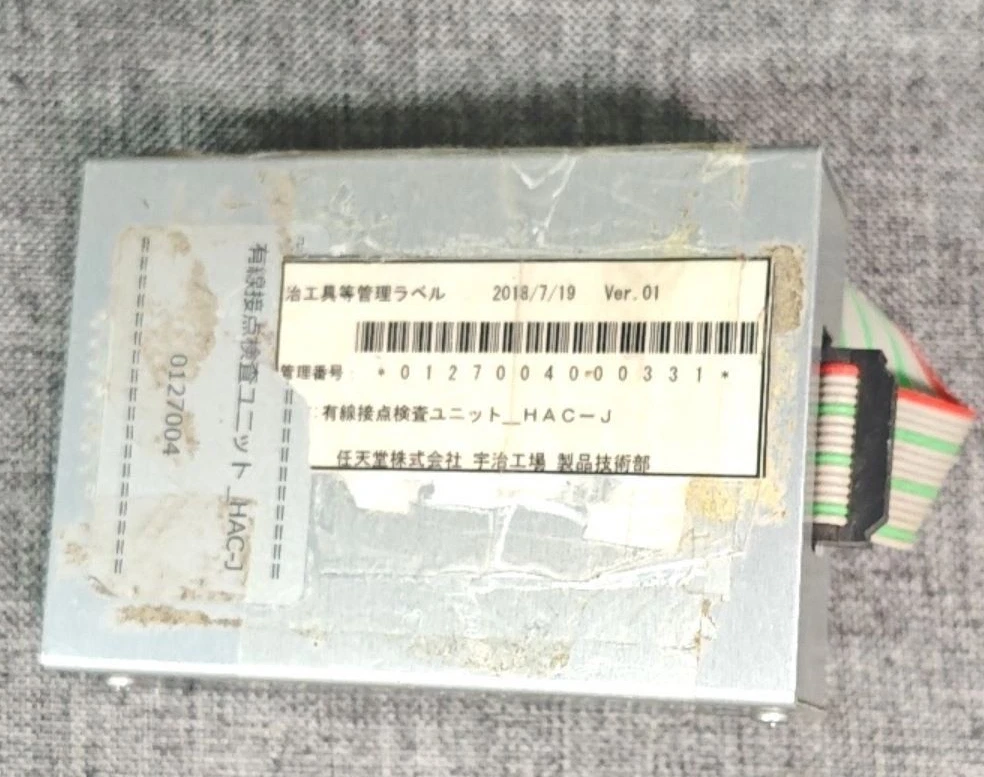 治工具等管理ラベル 2018/7/19 Ver.01
管理番号 *0127004000331*
有線接点検査ユニット_HAC-J
任天堂株式会社 宇治工場 製品技術部
有線接点検査ユニット_HAC-J
0127004